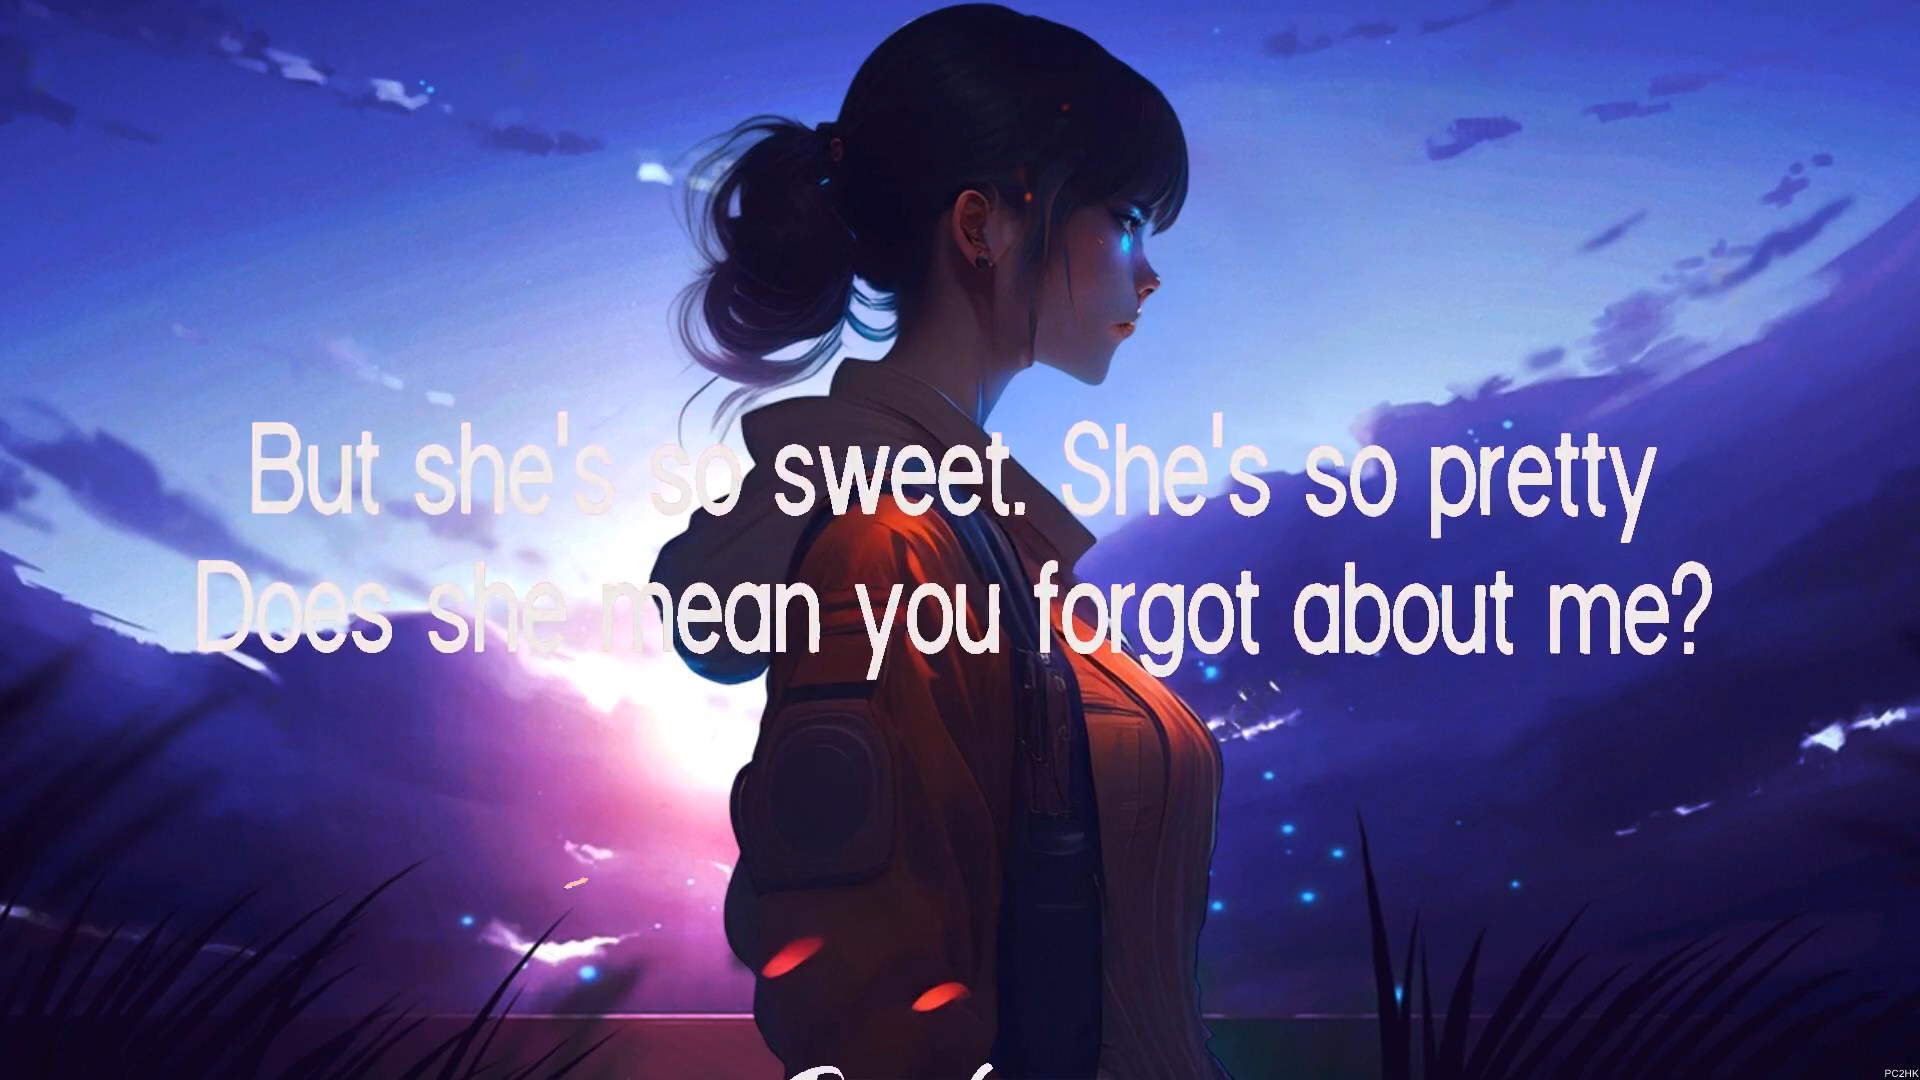 But she's so sweet. She's so pretty
Does she mean you forgot about me?
PC2HK